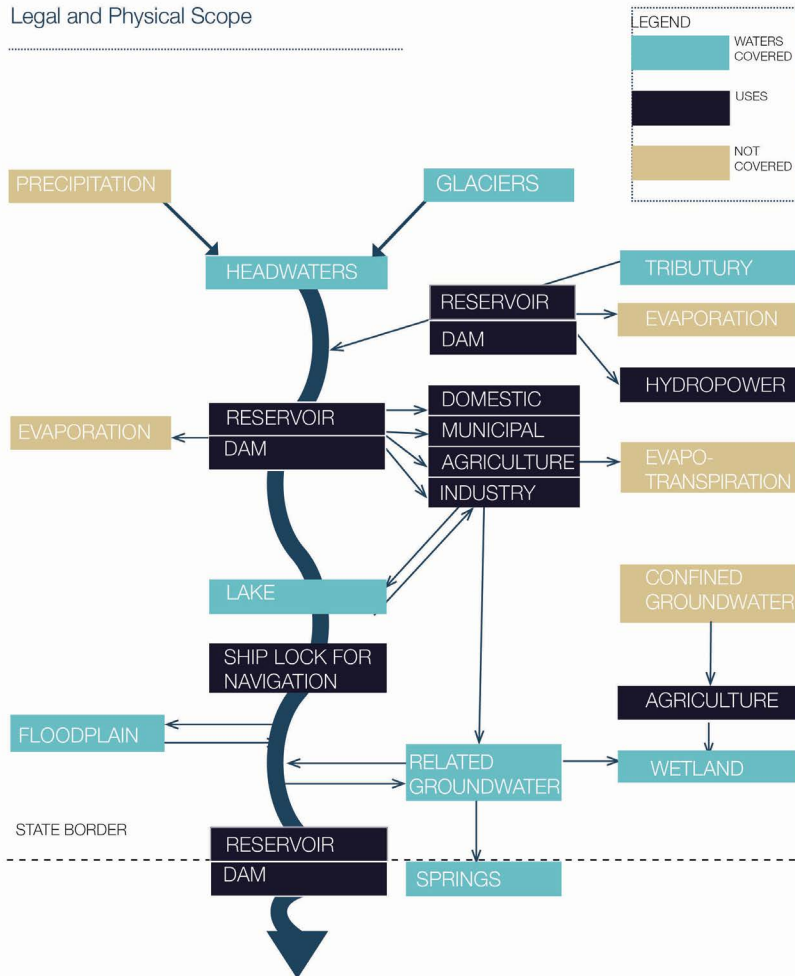 Legal and Physical Scope
LEGEND
WATERS
COVERED
USES
NOT
COVERED
PRECIPITATION
GLACIERS
HEADWATERS
TRIBUTURY
RESERVOIR
DAM
EVAPORATION
HYDROPOWER
EVAPORATION
RESERVOIR
DAM
DOMESTIC
MUNICIPAL
AGRICULTURE
INDUSTRY
EVAPO-
TRANSPIRATION
LAKE
CONFINED
GROUNDWATER
SHIP LOCK FOR
NAVIGATION
AGRICULTURE
FLOODPLAIN
RELATED
GROUNDWATER
WETLAND
STATE BORDER
RESERVOIR
DAM
SPRINGS